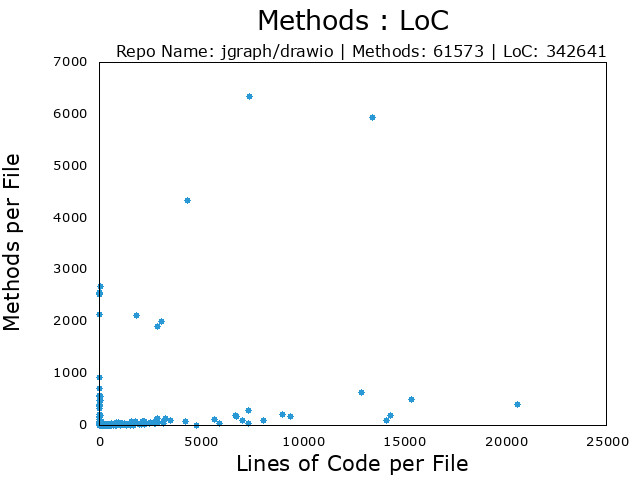 Methods : LoC
Repo Name: jgraph/drawio | Methods: 61573 | LoC: 342641
7000
6000
5000
4000
3000
2000
1000
0
Methods per File
0 5000 10000 15000 20000 25000
Lines of Code per File